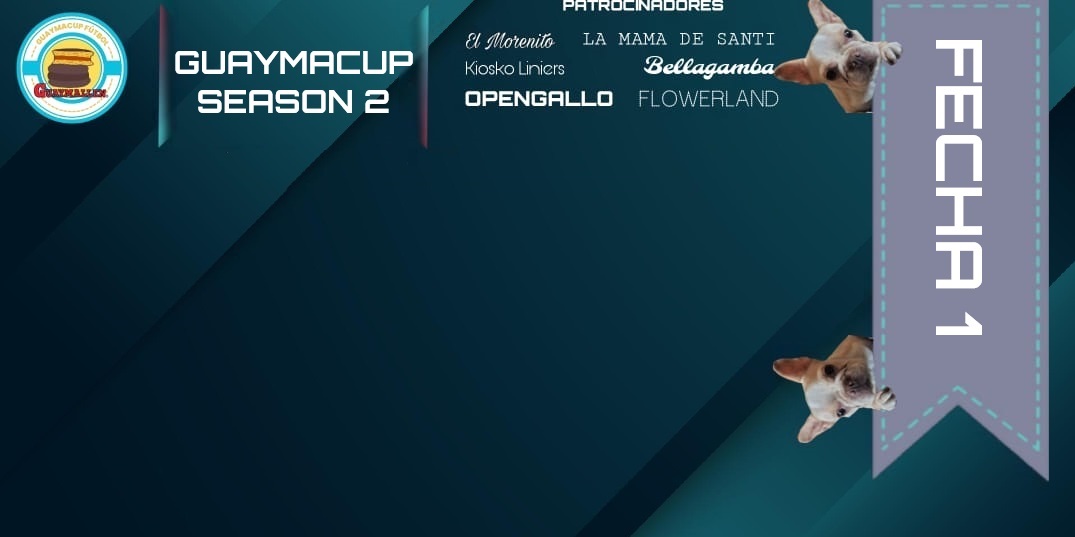 GUAYMACUP FÚTBOL
GUAYMALLEN
GUAYMACUP
SEASON 2
PATROCINADORES
El Morenito
LA MAMA DE SANTI
Kiosko Liniers
Bellagamba
OPENGALLO
FLOWERLAND
FECHA 1